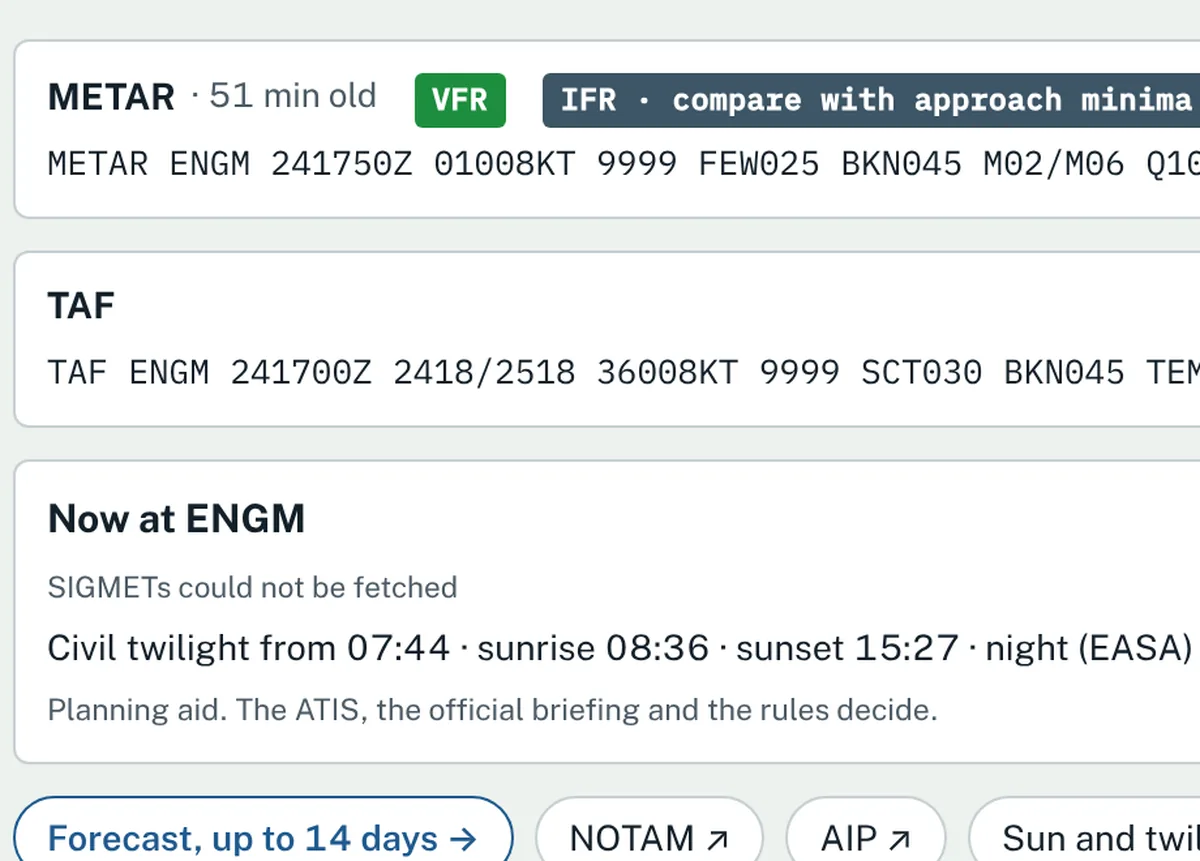 METAR · 51 min old VFR IFR · compare with approach minima
METAR ENGM 241750Z 01008KT 9999 FEW025 BKN045 M02/M06 Q10
TAF
TAF ENGM 241700Z 2418/2518 36008KT 9999 SCT030 BKN045 TEM
Now at ENGM
SIGMETs could not be fetched
Civil twilight from 07:44 · sunrise 08:36 · sunset 15:27 · night (EASA)
Planning aid. The ATIS, the official briefing and the rules decide.
Forecast, up to 14 days → NOTAM ↗ AIP ↗ Sun and twi